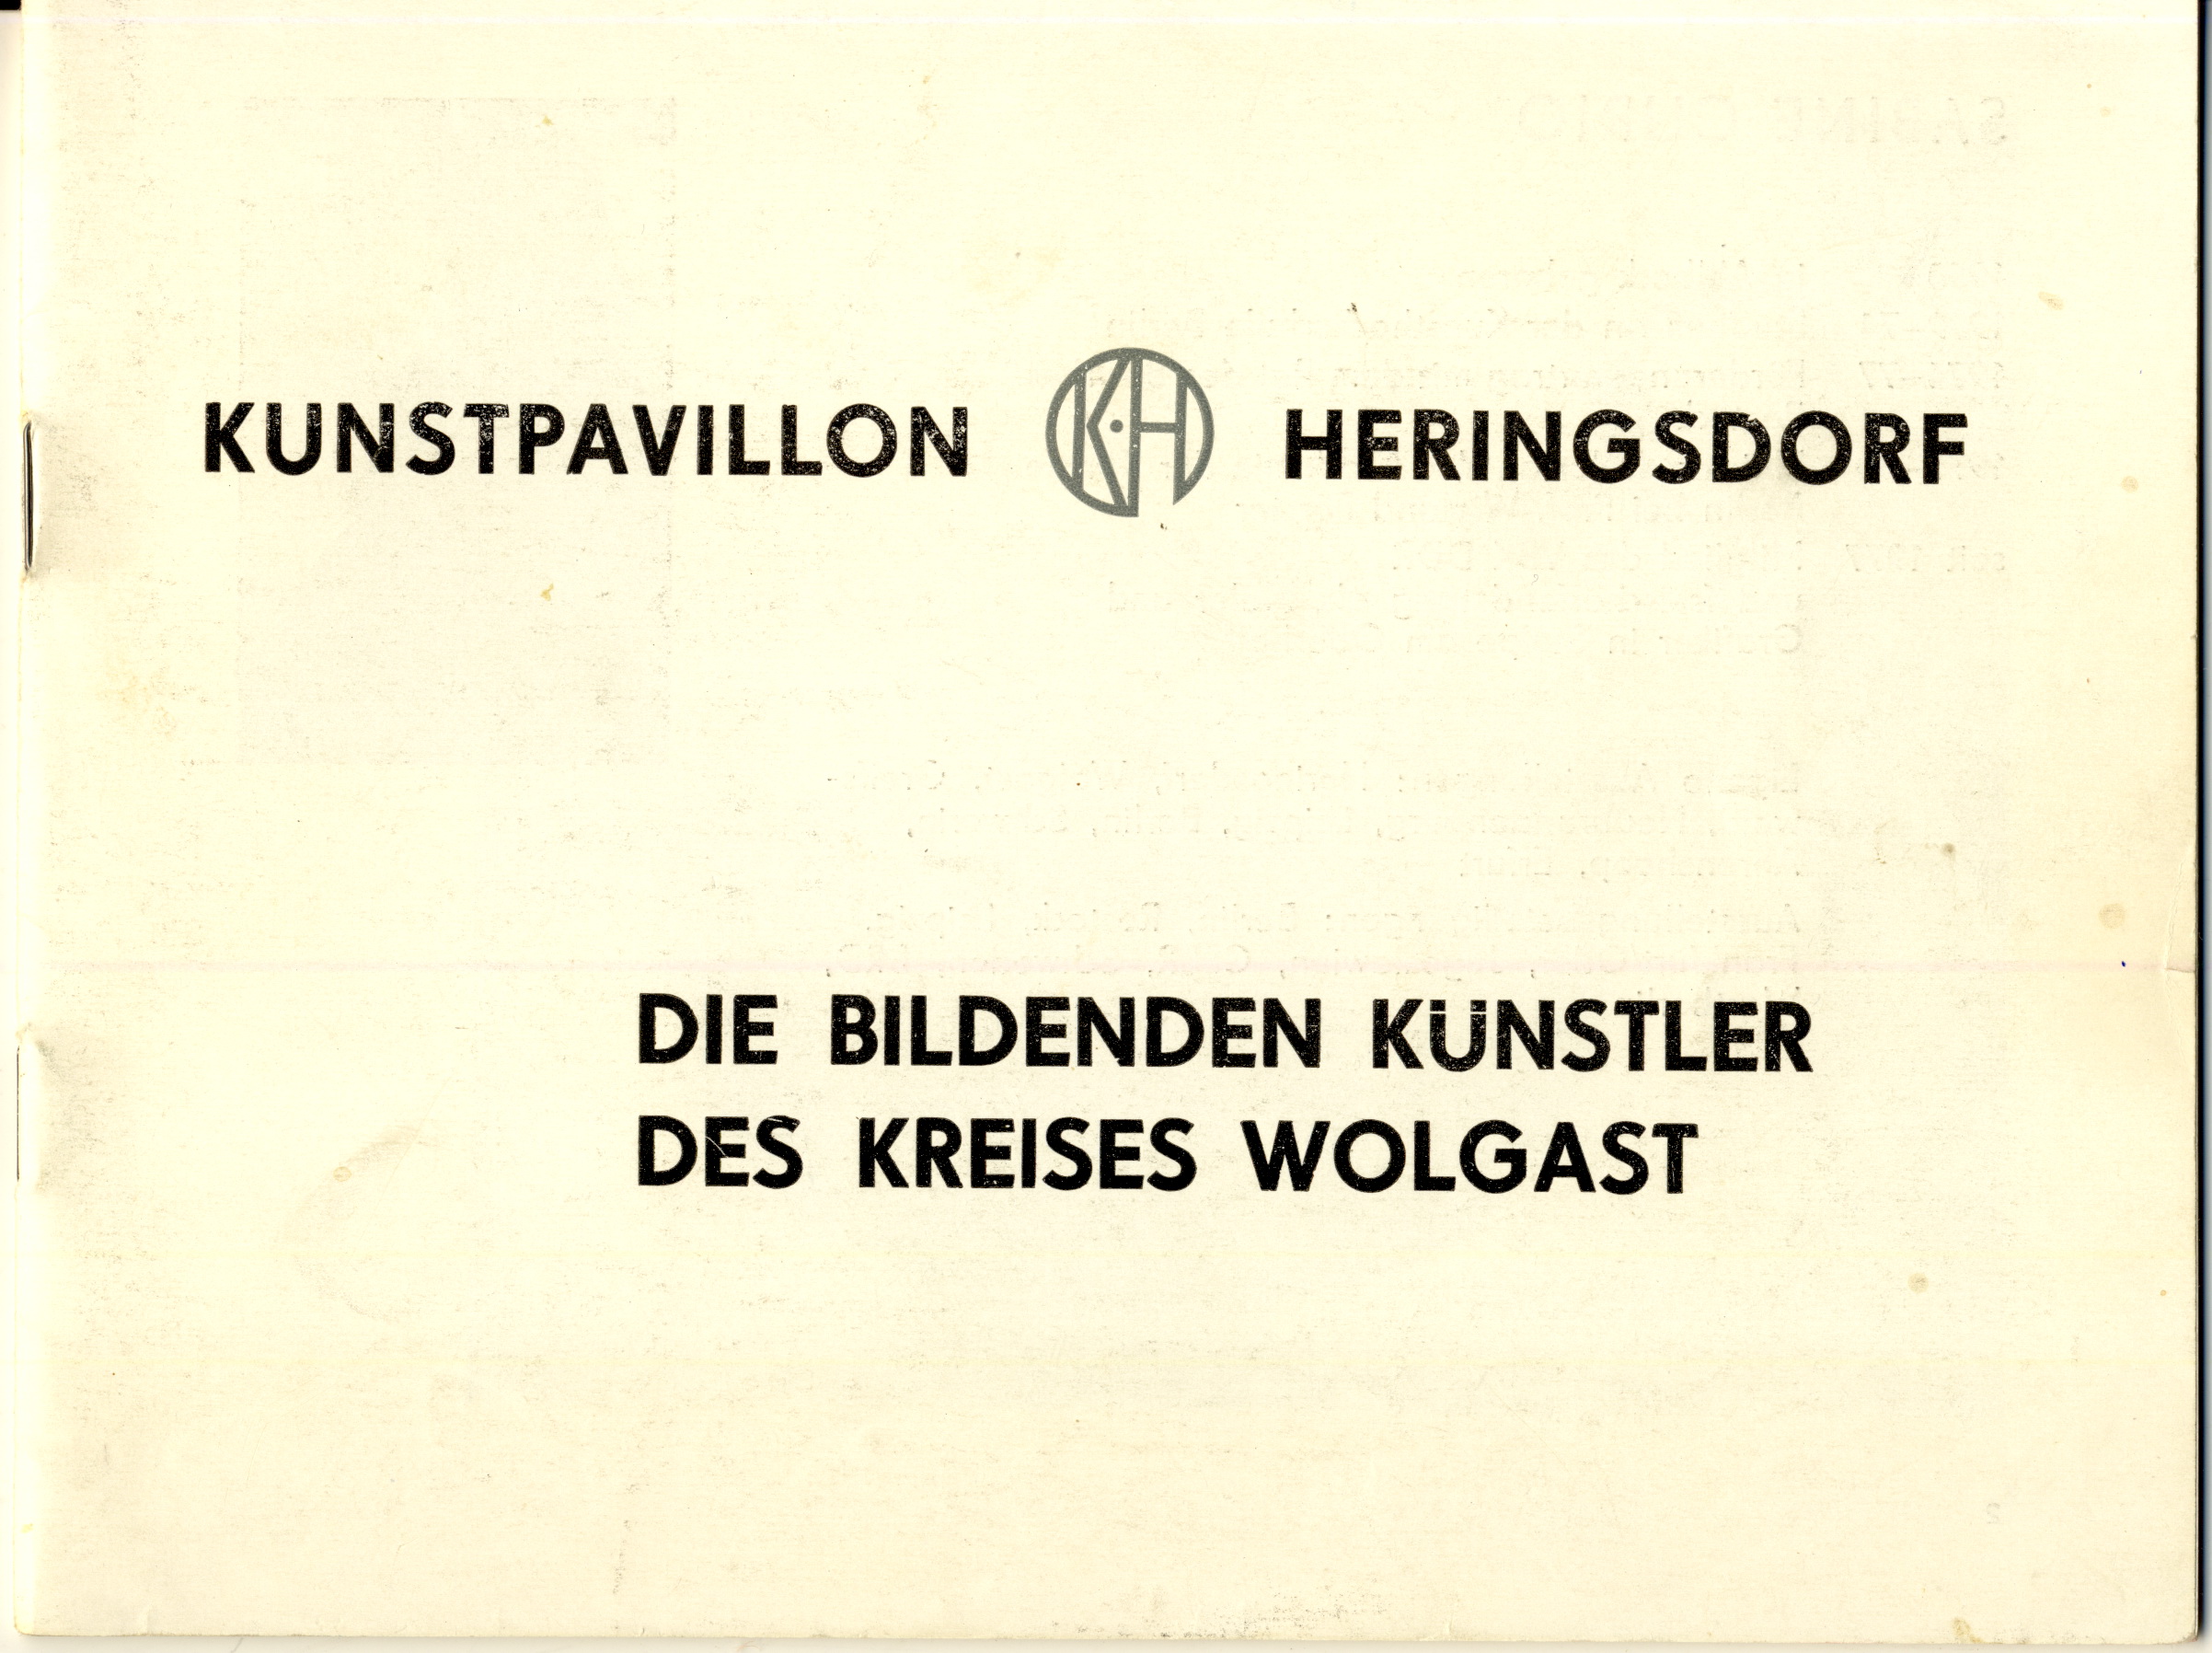 KUNSTPAVILLON KH HERINGSDORF
DIE BILDENDEN KÜNSTLER
DES KREISES WOLGAST